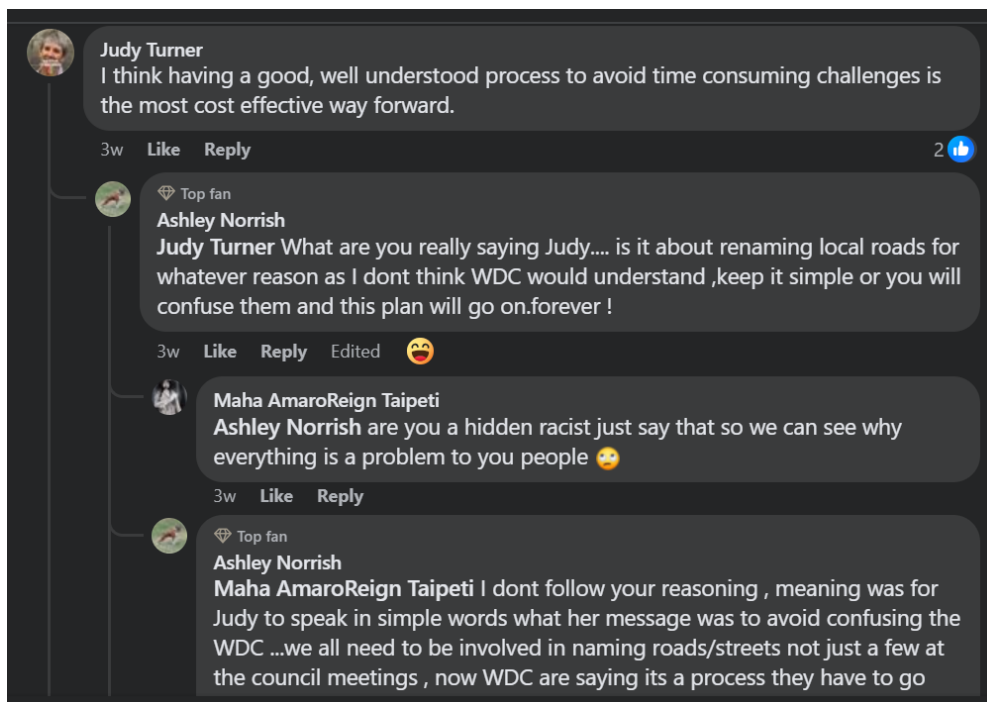 Judy Turner
I think having a good, well understood process to avoid time consuming challenges is
the most cost effective way forward.
3w Like Reply 2
Top fan
Ashley Norrish
Judy Turner What are you really saying Judy.... is it about renaming local roads for
whatever reason as I dont think WDC would understand ,keep it simple or you will
confuse them and this plan will go on.forever !
3w Like Reply Edited
Maha AmaroReign Taipeti
Ashley Norrish are you a hidden racist just say that so we can see why
everything is a problem to you people 🙄
3w Like Reply
Top fan
Ashley Norrish
Maha AmaroReign Taipeti I dont follow your reasoning , meaning was for
Judy to speak in simple words what her message was to avoid confusing the
WDC ...we all need to be involved in naming roads/streets not just a few at
the council meetings , now WDC are saying its a process they have to go